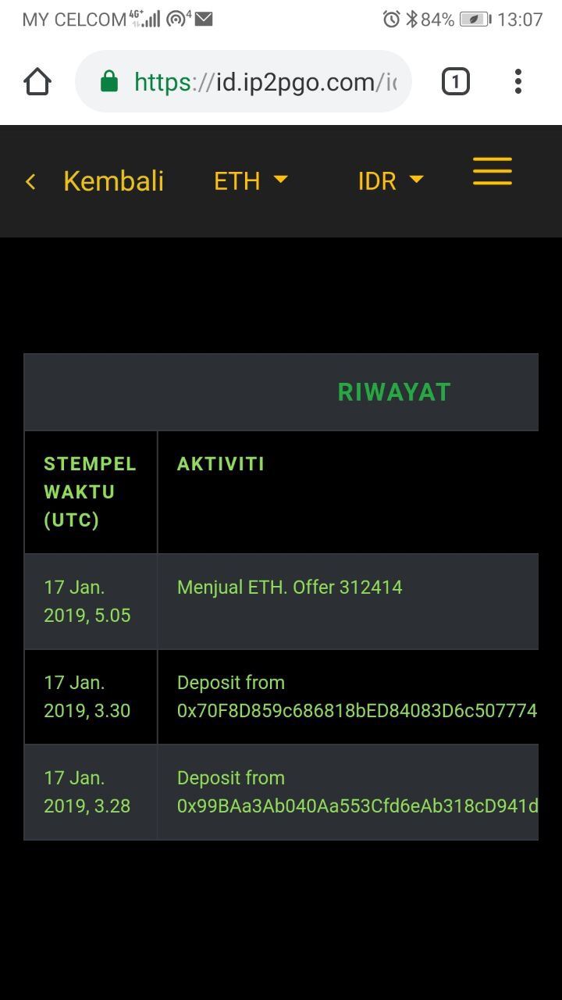 MY CELCOM 4G+ 4 84% 13:07
https://id.ip2pgo.com/i
1
Kembali ETH IDR
RIWAYAT
STEMPEL WAKTU (UTC) AKTIVITI
17 Jan. 2019, 5.05 Menjual ETH. Offer 312414
17 Jan. 2019, 3.30 Deposit from 0x70F8D859c686818bED84083D6c507774
17 Jan. 2019, 3.28 Deposit from 0x99BAa3Ab040Aa553Cfd6eAb318cD941d